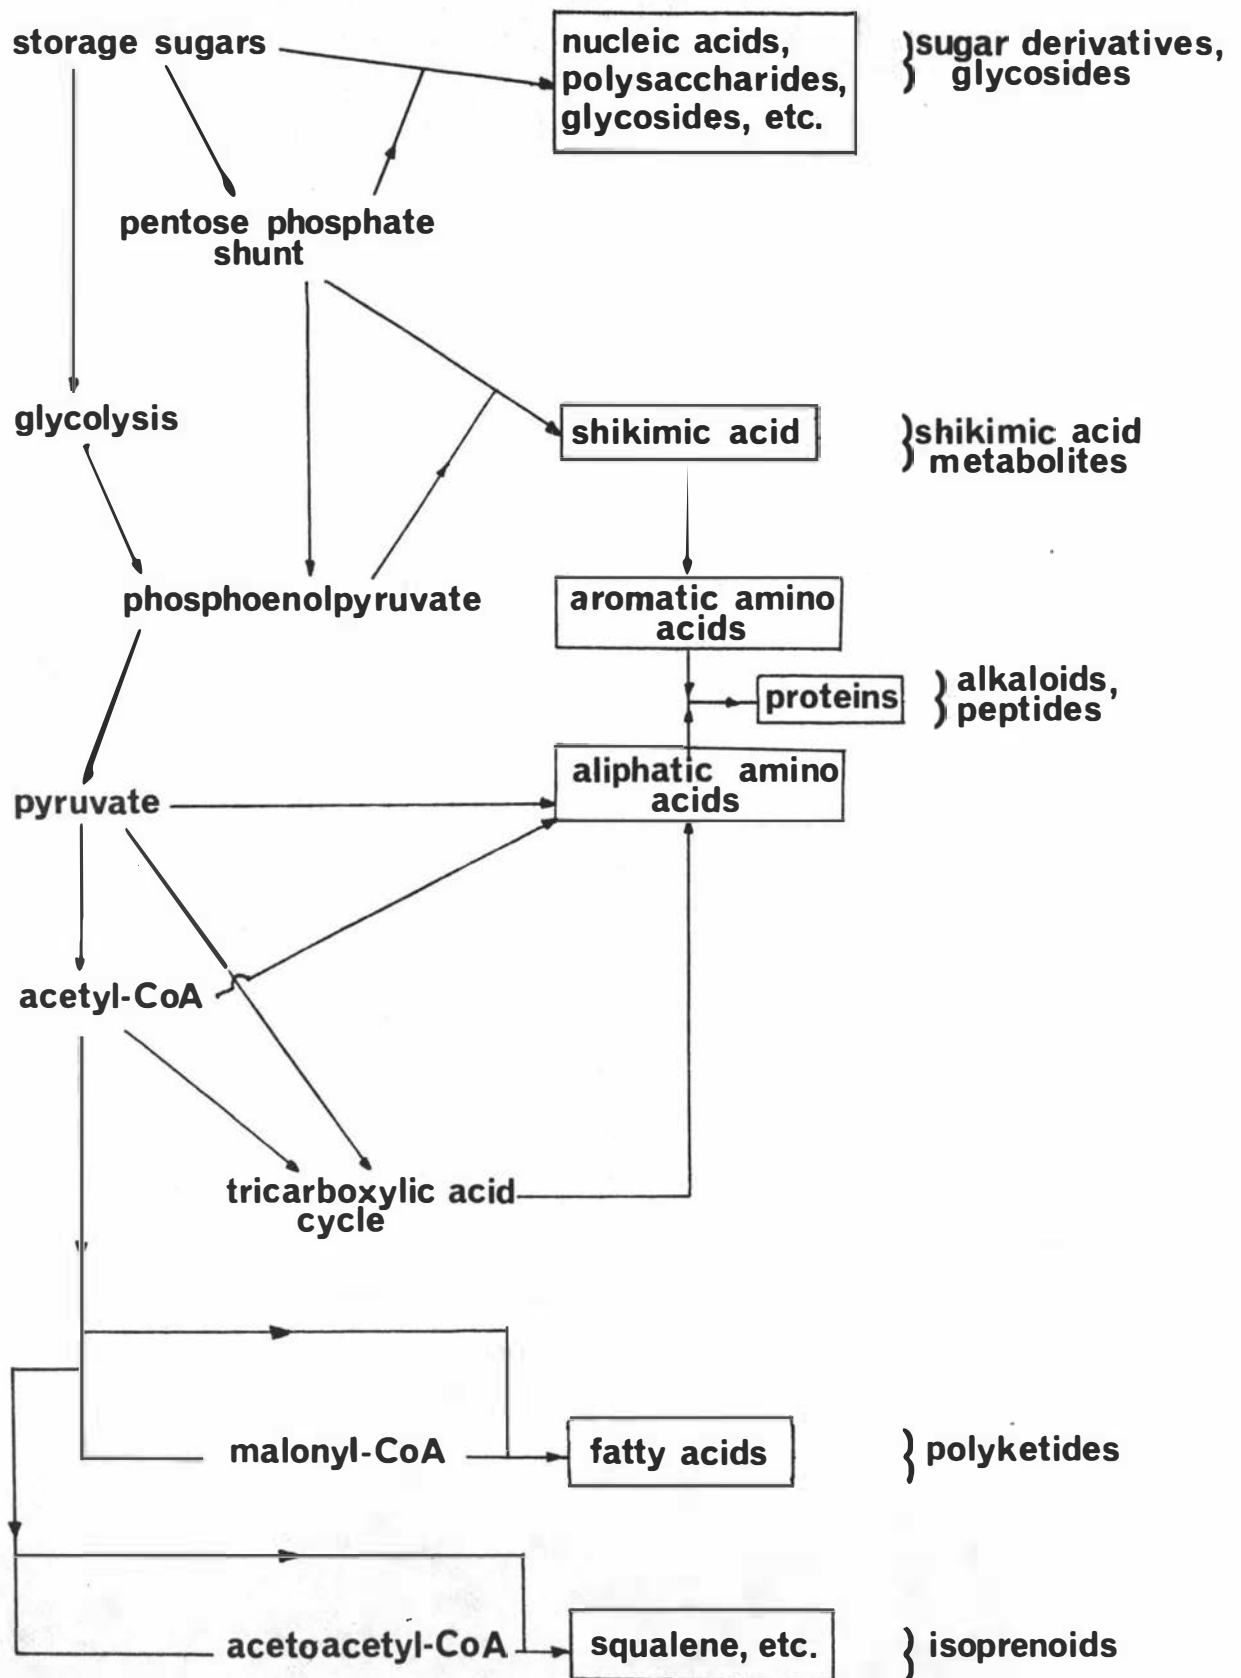 storage sugars
nucleic acids,
polysaccharides,
glycosides, etc.
sugar derivatives,
glycosides
pentose phosphate
shunt
glycolysis
shikimic acid
shikimic acid
metabolites
phosphoenolpyruvate
aromatic amino
acids
proteins
alkaloids,
peptides
aliphatic amino
acids
pyruvate
acetyl-CoA
tricarboxylic acid
cycle
malonyl-CoA
fatty acids
polyketides
acetoacetyl-CoA
squalene, etc.
isoprenoids